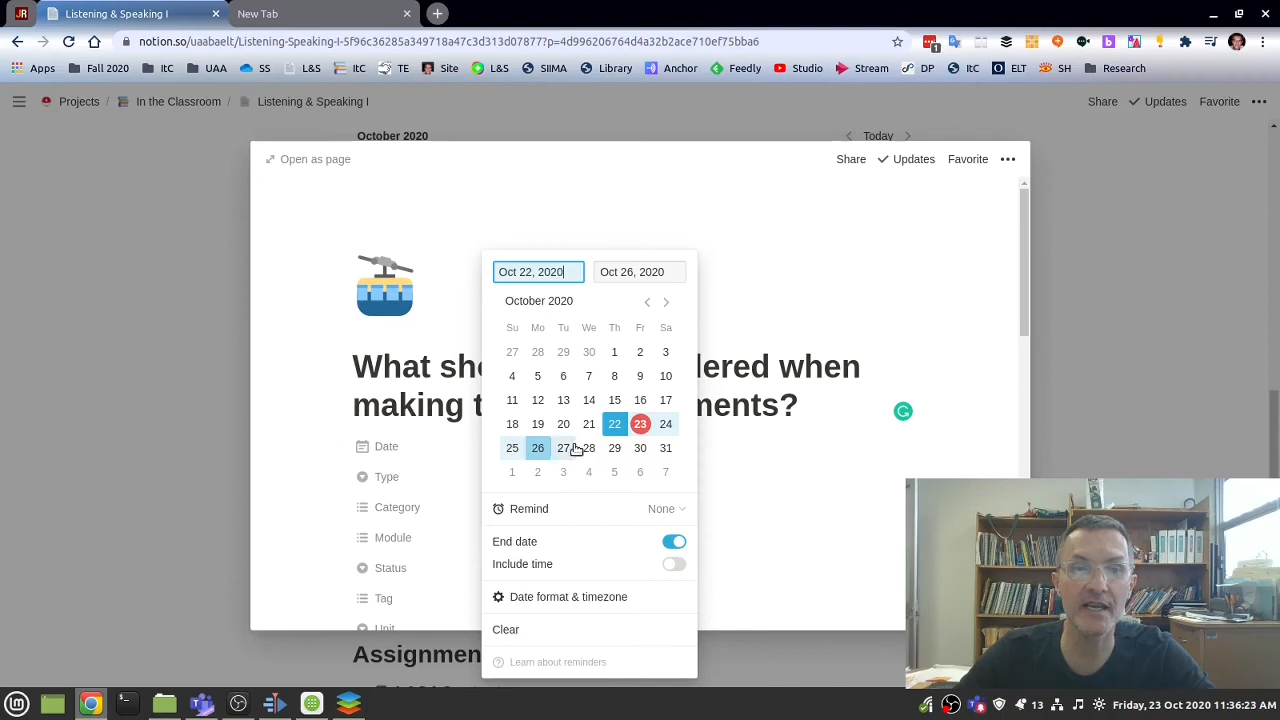 JR
Listening & Speaking I
New Tab
notion.so/uaabaelt/Listening-Speaking-I-5f96c36285a349718a47c3d313d07877?p=4d996206764d4a32b2ace710ef75bba6
1
Apps
Fall 2020
ItC
UAA
SS
L&S
ItC
TE
Site
L&S
SIIMA
Library
Anchor
Feedly
Studio
Stream
DP
ItC
ELT
SH
Research
Projects / In the Classroom / Listening & Speaking I
Share
Updates
Favorite
October 2020
Today
Open as page
Share
Updates
Favorite
Oct 22, 2020
Oct 26, 2020
October 2020
Su Mo Tu We Th Fr Sa
27 28 29 30 1 2 3
4 5 6 7 8 9 10
11 12 13 14 15 16 17
18 19 20 21 22 23 24
25 26 27 28 29 30 31
1 2 3 4 5 6 7
What sh
dered when
making t
ments?
Date
Type
Category
Module
Status
Tag
Unit
Remind
None
End date
Include time
Date format & timezone
Clear
Learn about reminders
Assignmen
13
Friday, 23 Oct 2020, 11:36:23 AM